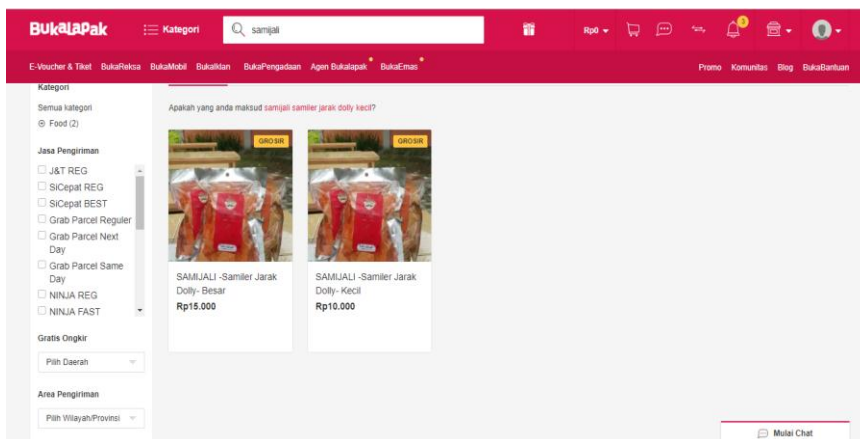 BukaLapak
Kategori
samijali
Rp0
3
E-Voucher & Tiket BukaReksa BukaMobil BukaIklan BukaPengadaan Agen Bukalapak BukaEmas
Promo Komunitas Blog BukaBantuan
Kategori
Semua kategori
Food (2)
Jasa Pengiriman
J&T REG
SiCepat REG
SiCepat BEST
Grab Parcel Reguler
Grab Parcel Next
Day
Grab Parcel Same
Day
NINJA REG
NINJA FAST
Gratis Ongkir
Pilih Daerah
Area Pengiriman
Pilih Wilayah/Provinsi
Apakah yang anda maksud samijali samiler jarak dolly kecil?
GROSIR
SAMIJALI -Samiler Jarak
Dolly- Besar
Rp15.000
GROSIR
SAMIJALI -Samiler Jarak
Dolly- Kecil
Rp10.000
Mulai Chat